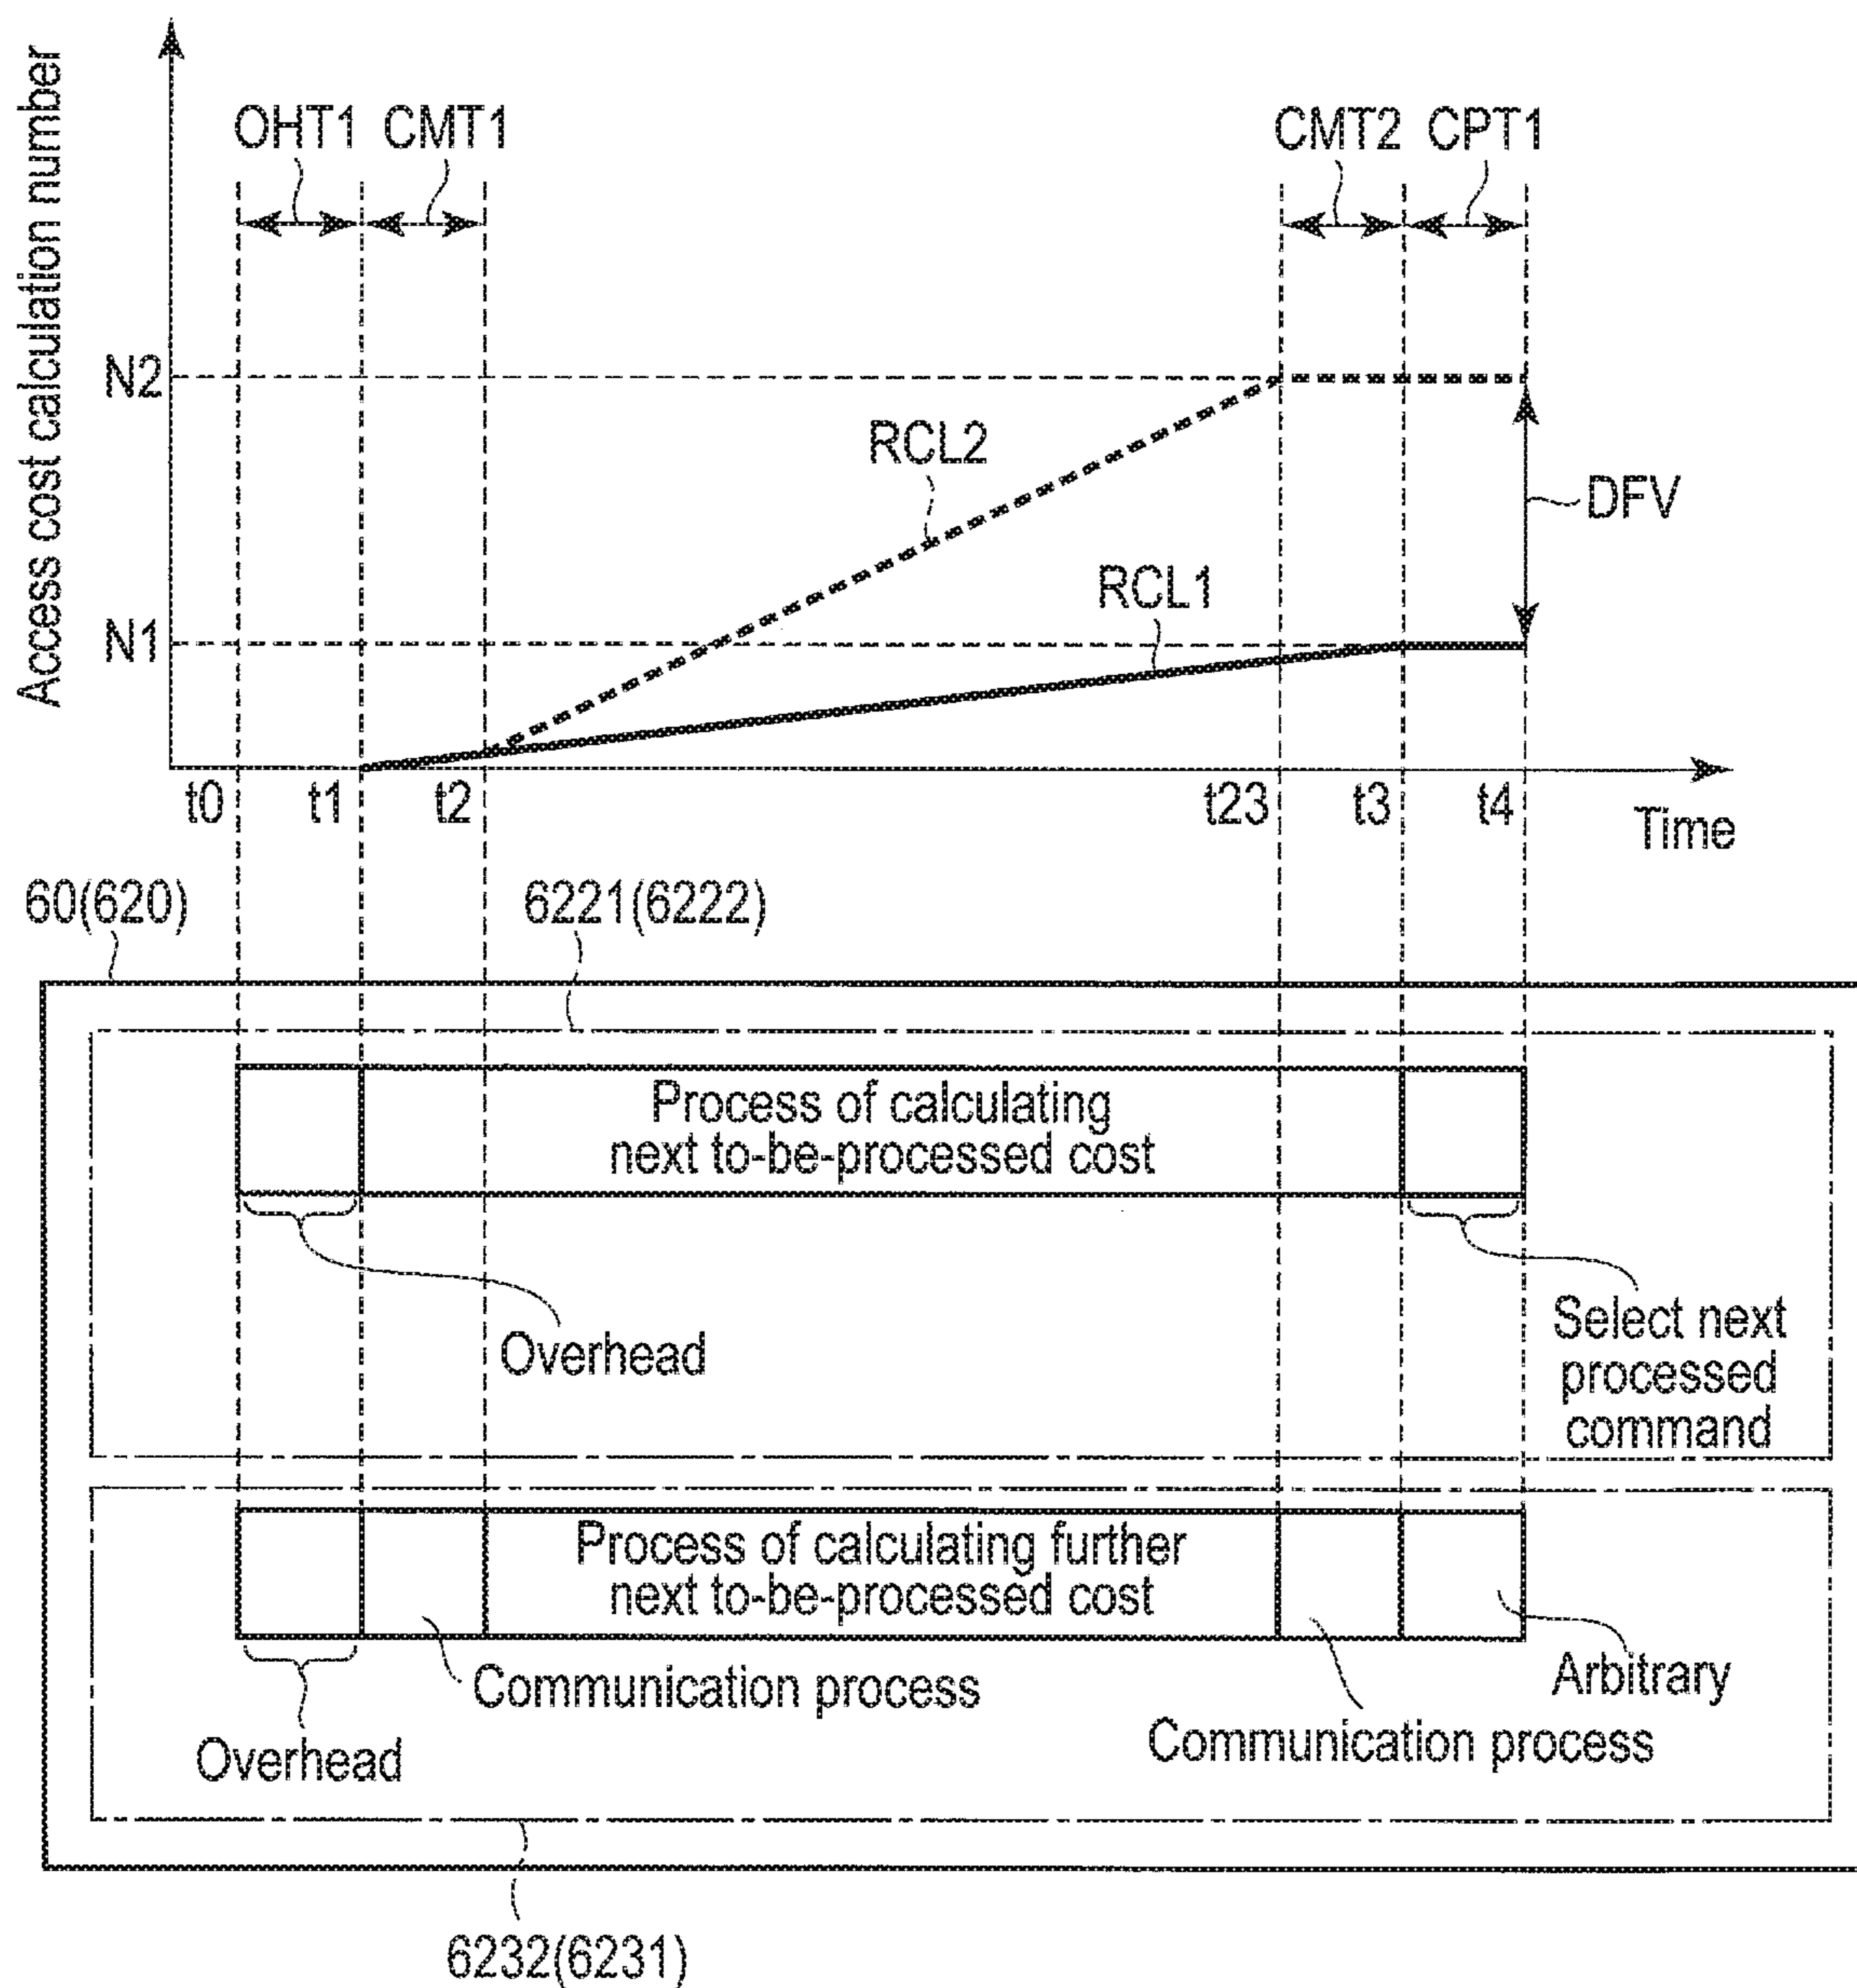 Access cost calculation number
OHT1 CMT1
CMT2 CPT1
N2
RCL2
DFV
RCL1
N1
t0 t1 t2 t23 t3 t4
Time
60(620)
6221(6222)
Process of calculating
next to-be-processed cost
Overhead
Select next
processed
command
Process of calculating further
next to-be-processed cost
Communication process
Arbitrary
Overhead
Communication process
6232(6231)